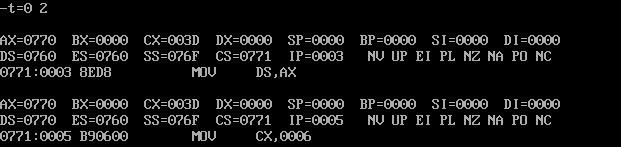 -t=0 2
AX=0770 BX=0000 CX=003D DX=0000 SP=0000 BP=0000 SI=0000 DI=0000
DS=0760 ES=0760 SS=076F CS=0771 IP=0003 NV UP EI PL NZ NA PO NC
0771:0003 8ED8 MOV DS,AX
AX=0770 BX=0000 CX=003D DX=0000 SP=0000 BP=0000 SI=0000 DI=0000
DS=0770 ES=0760 SS=076F CS=0771 IP=0005 NV UP EI PL NZ NA PO NC
0771:0005 B90600 MOV CX,0006